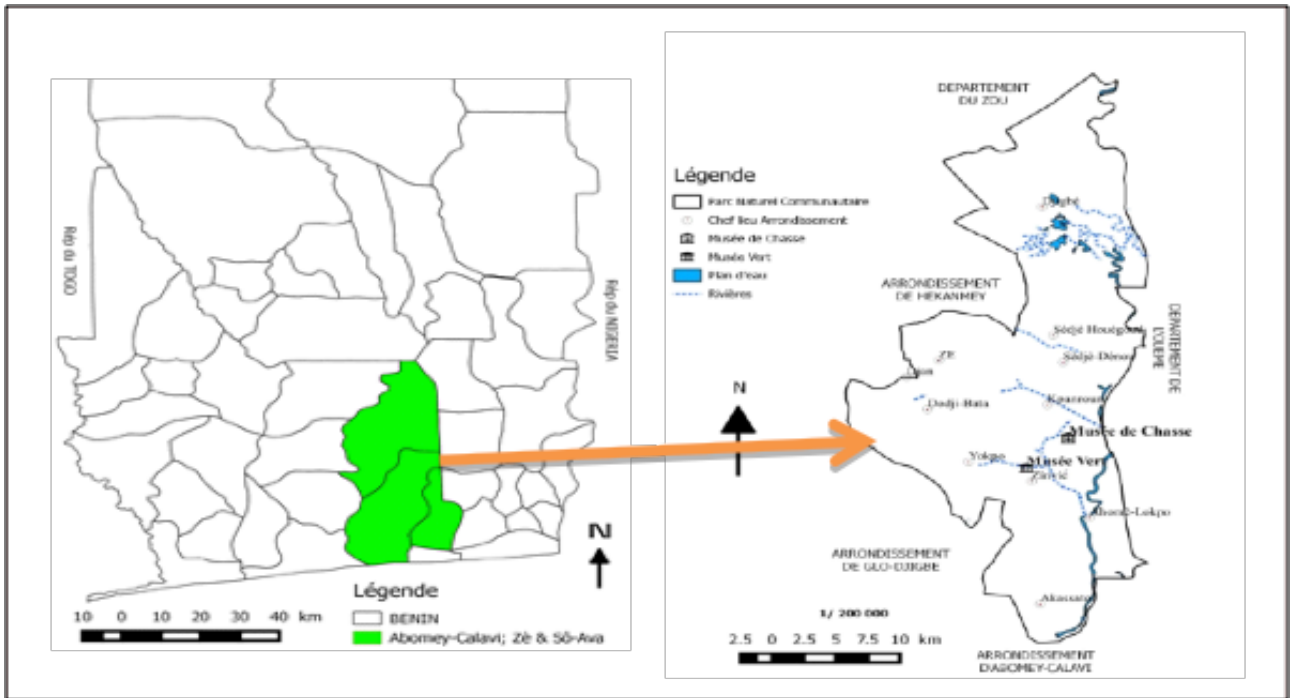 Rép du TOGO
Rép du NIGERIA
N
Légende
BENIN
Abomey-Calavi; Zè & Sô-Ava
10 0 10 20 30 40 km
DEPARTEMENT
DU ZOU
Légende
Parc Naturel Communautaire
Chef lieu Arrondissement
Musée de Chasse
Musée Vert
Plan d'eau
Rivières
ARRONDISSEMENT
DE HEKANMEY
DEPARTEMENT DE
L'OUEME
Sédjè-Dénou
ZE
Dodji-Bata
Kpanroun
Musée de Chasse
Yokpo
Musée Vert
Zinvié
Ahomé-Lokpo
N
ARRONDISSEMENT
DE GLO-DJIGBE
Akassato
1/ 200 000
2.5 0 2.5 5 7.5 10 km
ARRONDISSEMENT
D'ABOMEY-CALAVI